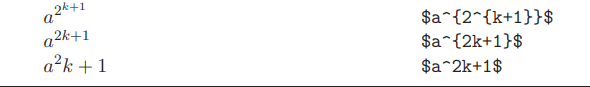 a^{2^{k+1}} $a^{2^{k+1}}$
a^{2k+1} $a^{2k+1}$
a^2k + 1 $a^2k+1$